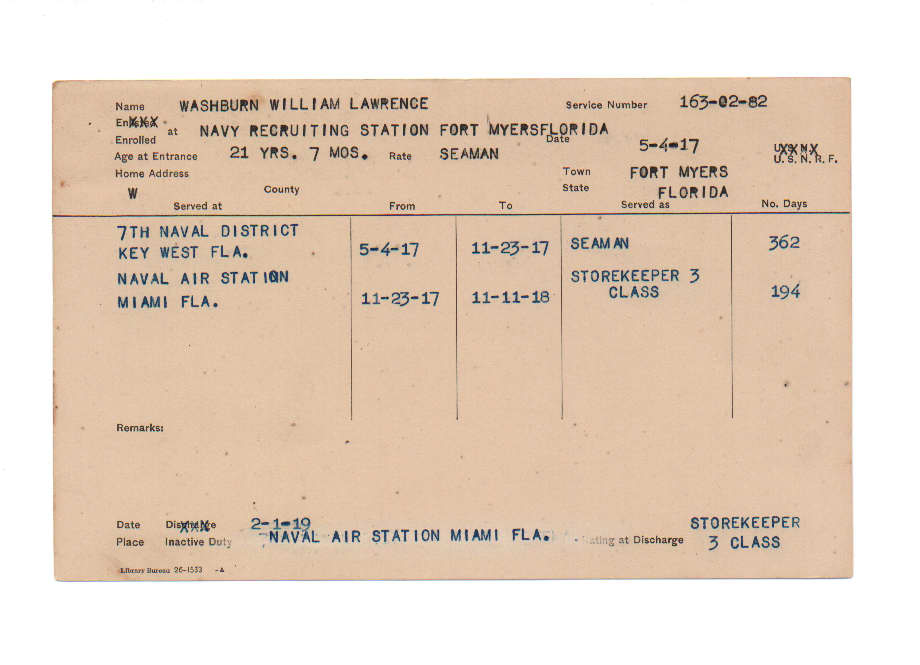 Name WASHBURN WILLIAM LAWRENCE Service Number 163-02-82
Enlisted XXX
Enrolled at NAVY RECRUITING STATION FORT MYERSFLORIDA
Date 5-4-17
Age at Entrance 21 YRS. 7 MOS. Rate SEAMAN U.S.N. XXX
U.S.N.R.F.
Home Address Town FORT MYERS
W County State FLORIDA
Served at From To Served as No. Days
7TH NAVAL DISTRICT
KEY WEST FLA. 5-4-17 11-23-17 SEAMAN 362
NAVAL AIR STATION STOREKEEPER 3
MIAMI FLA. 11-23-17 11-11-18 CLASS 194
Remarks:
Date Discharge XXX 2-1-19 STOREKEEPER
Place Inactive Duty NAVAL AIR STATION MIAMI FLA. Rating at Discharge 3 CLASS
Library Bureau 26-1533 -A